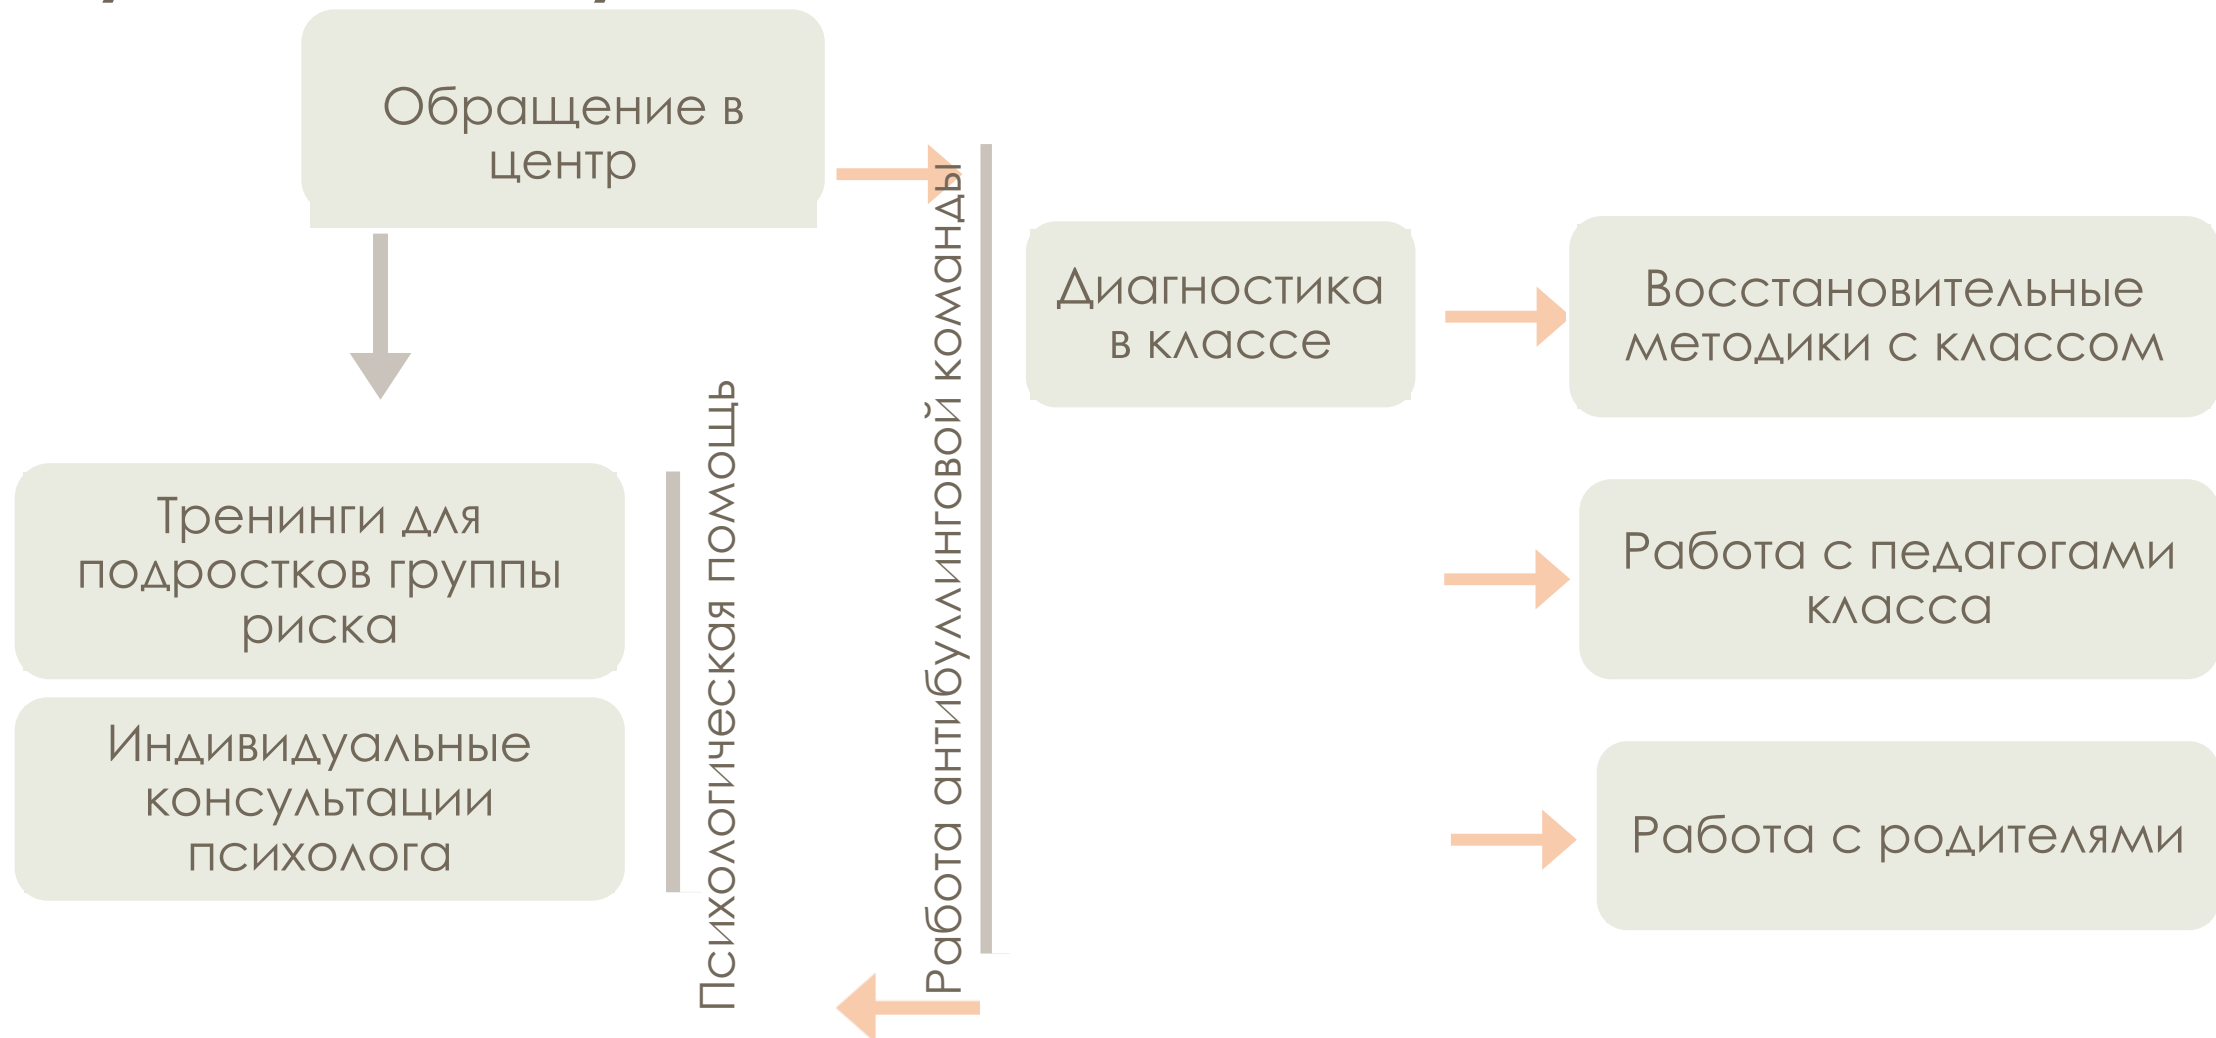 Обращение в
центр
Тренинги для
подростков группы
риска
Индивидуальные
консультации
психолога
Психологическая помощь
Работа антибуллинговой команды
Диагностика
в классе
Восстановительные
методики с классом
Работа с педагогами
класса
Работа с родителями